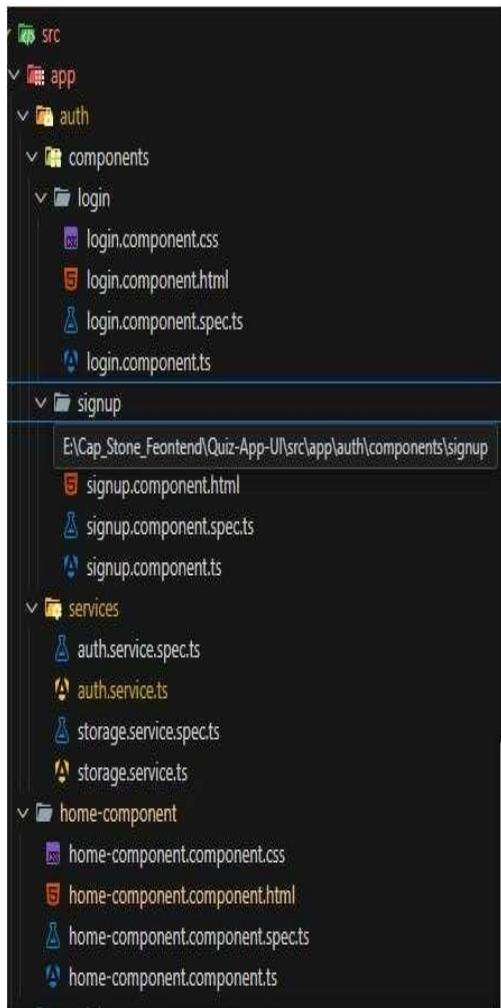 src
app
auth
components
login
login.component.css
login.component.html
login.component.spec.ts
login.component.ts
signup
E:\Cap_Stone_Feontend\Quiz-App-UI\src\app\auth\components\signup
signup.component.html
signup.component.spec.ts
signup.component.ts
services
auth.service.spec.ts
auth.service.ts
storage.service.spec.ts
storage.service.ts
home-component
home-component.component.css
home-component.component.html
home-component.component.spec.ts
home-component.component.ts